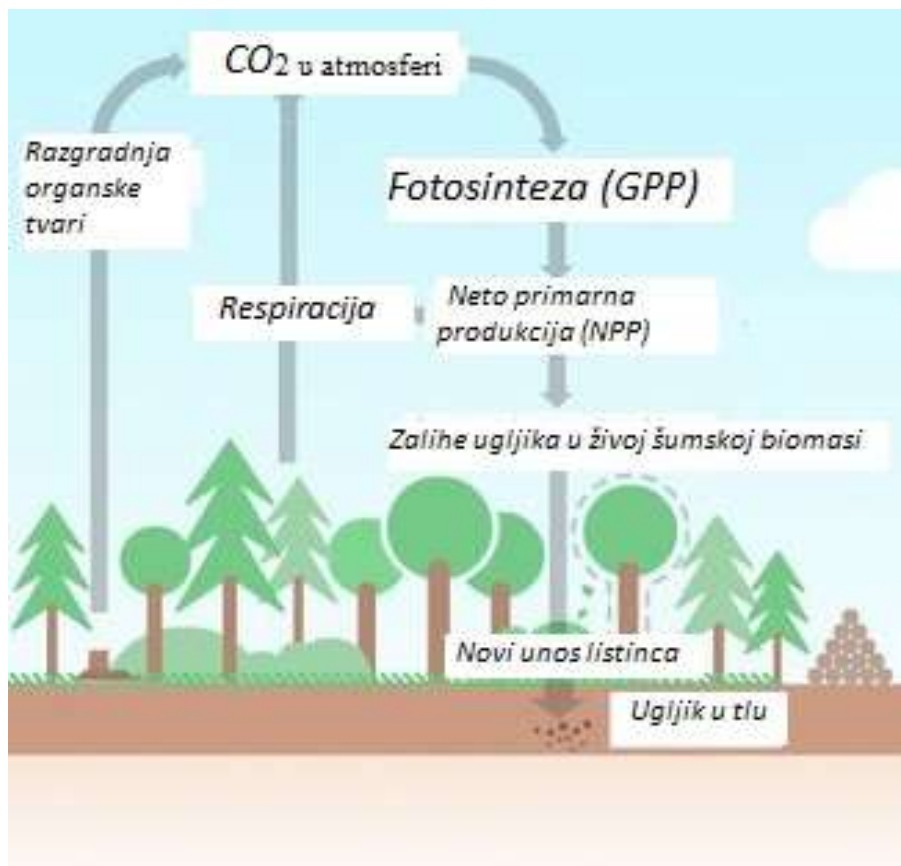 CO2 u atmosferi
Razgradnja
organske
tvari
Fotosinteza (GPP)
Respiracija
Neto primarna
produkcija (NPP)
Zalihe ugljika u živoj šumskoj biomasi
Novi unos listinca
Ugljik u tlu